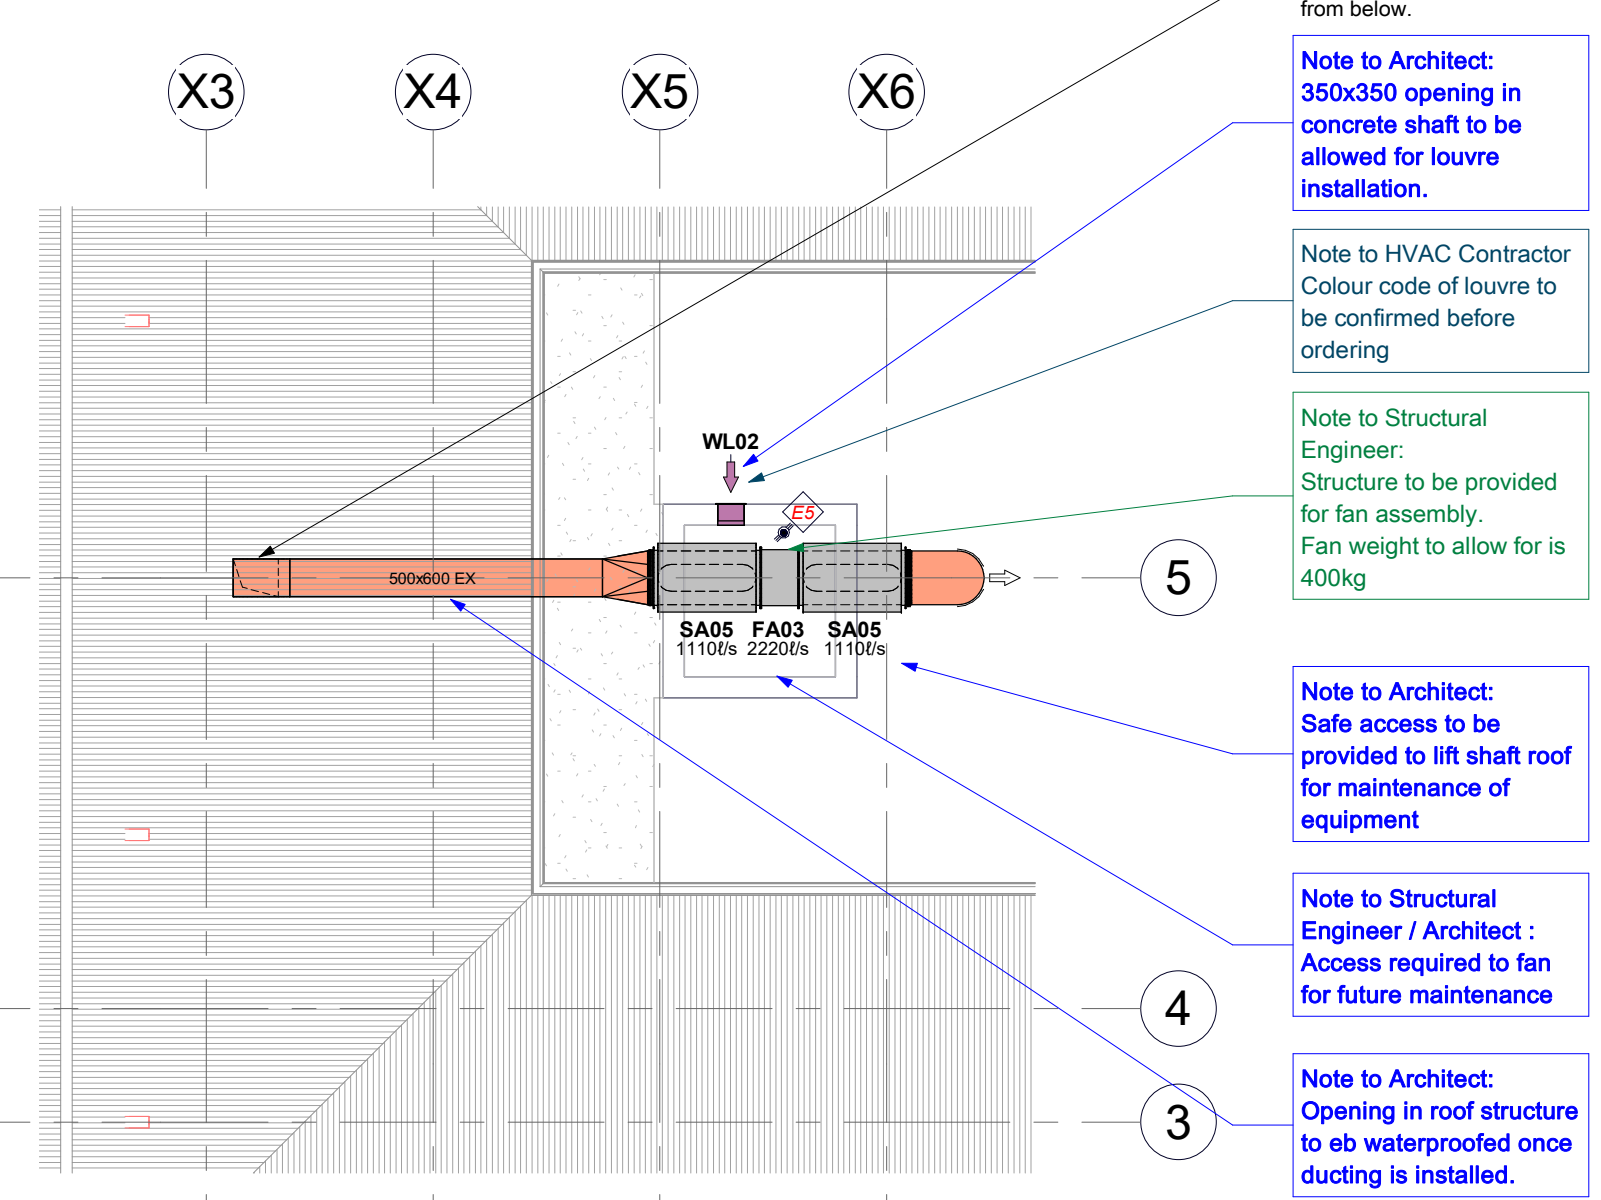 from below.
X3
X4
X5
X6
Note to Architect:
350x350 opening in
concrete shaft to be
allowed for louvre
installation.
Note to HVAC Contractor
Colour code of louvre to
be confirmed before
ordering
Note to Structural
Engineer:
Structure to be provided
for fan assembly.
Fan weight to allow for is
400kg
WL02
E5
500x600 EX
5
SA05 FA03 SA05
1110ℓ/s 2220ℓ/s 1110ℓ/s
Note to Architect:
Safe access to be
provided to lift shaft roof
for maintenance of
equipment
Note to Structural
Engineer / Architect :
Access required to fan
for future maintenance
4
3
Note to Architect:
Opening in roof structure
to eb waterproofed once
ducting is installed.